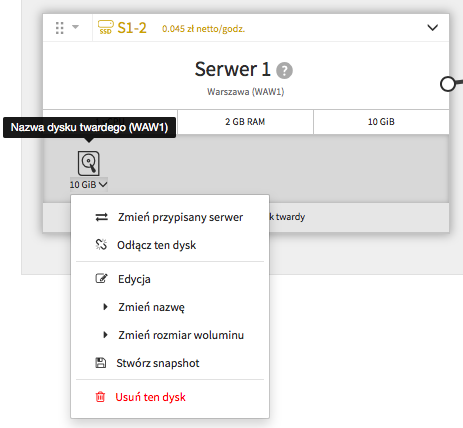 SSD S1-2 0.045 zł netto/godz.
Serwer 1 ?
Warszawa (WAW1)
Nazwa dysku twardego (WAW1)
2 GB RAM
10 GiB
10 GiB
k twardy
Zmień przypisany serwer
Odłącz ten dysk
Edycja
Zmień nazwę
Zmień rozmiar woluminu
Stwórz snapshot
Usuń ten dysk